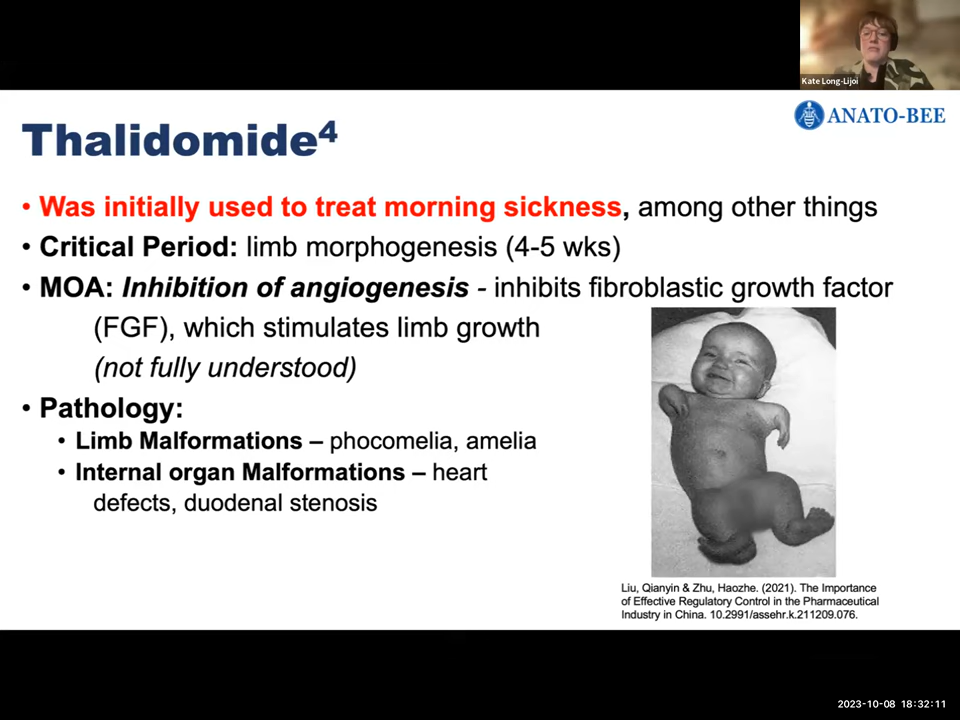 Kate Long-Lijoi
ANATO-BEE
Thalidomide⁴
• Was initially used to treat morning sickness, among other things
• Critical Period: limb morphogenesis (4-5 wks)
• MOA: Inhibition of angiogenesis - inhibits fibroblastic growth factor
(FGF), which stimulates limb growth
(not fully understood)
• Pathology:
• Limb Malformations – phocomelia, amelia
• Internal organ Malformations – heart
defects, duodenal stenosis
Liu, Qianyin & Zhu, Haozhe. (2021). The Importance
of Effective Regulatory Control in the Pharmaceutical
Industry in China. 10.2991/assehr.k.211209.076.
2023-10-08 18:32:11